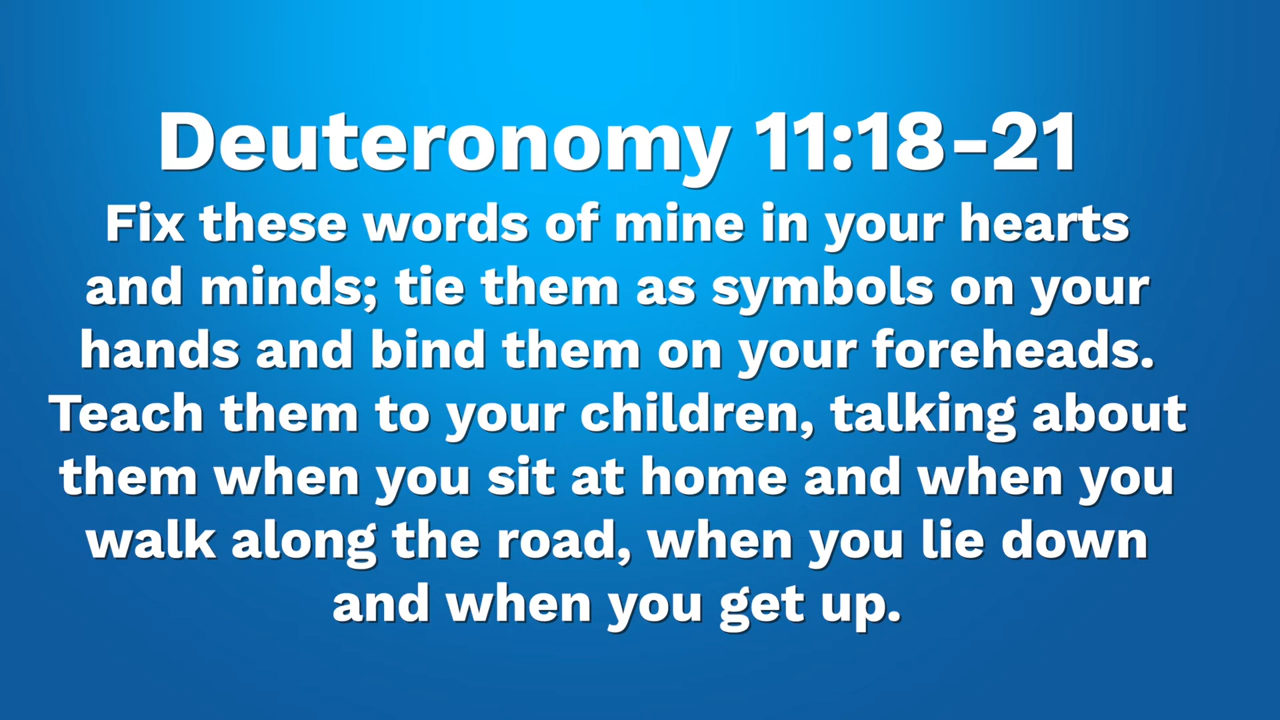 Deuteronomy 11:18-21
Fix these words of mine in your hearts
and minds; tie them as symbols on your
hands and bind them on your foreheads.
Teach them to your children, talking about
them when you sit at home and when you
walk along the road, when you lie down
and when you get up.